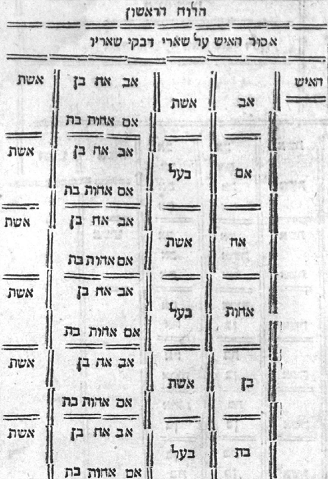 הלוח הראשון
אסור האיש על שארי דבקי שאריו
האיש אב אח בן אשת
אב אשת
אם אחות בת
אב אח בן אשת
אם בעל
אם אחות בת
אב אח בן אשת
אח אשת
אם אחות בת
אב אח בן אשת
אחות בעל
אם אחות בת
אב אח בן אשת
בן אשת
אם אחות בת
אב אח בן אשת
בת בעל
אם אחות בת